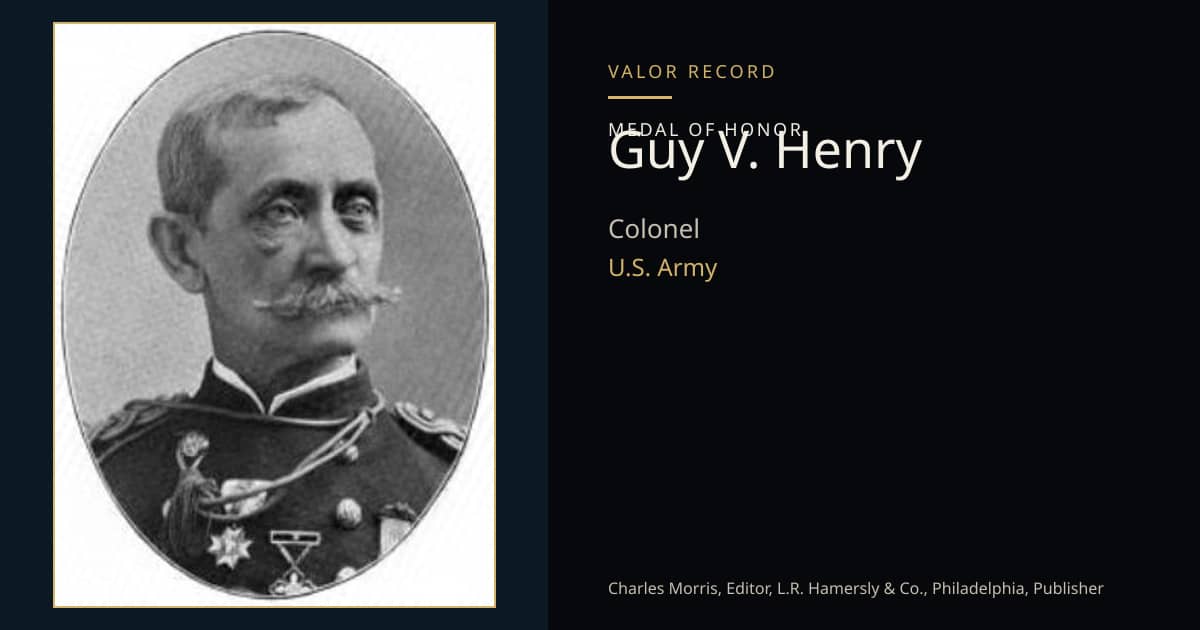 VALOR RECORD
MEDAL OF HONOR
Guy V. Henry
Colonel
U.S. Army
Charles Morris, Editor, L.R. Hamersly & Co., Philadelphia, Publisher